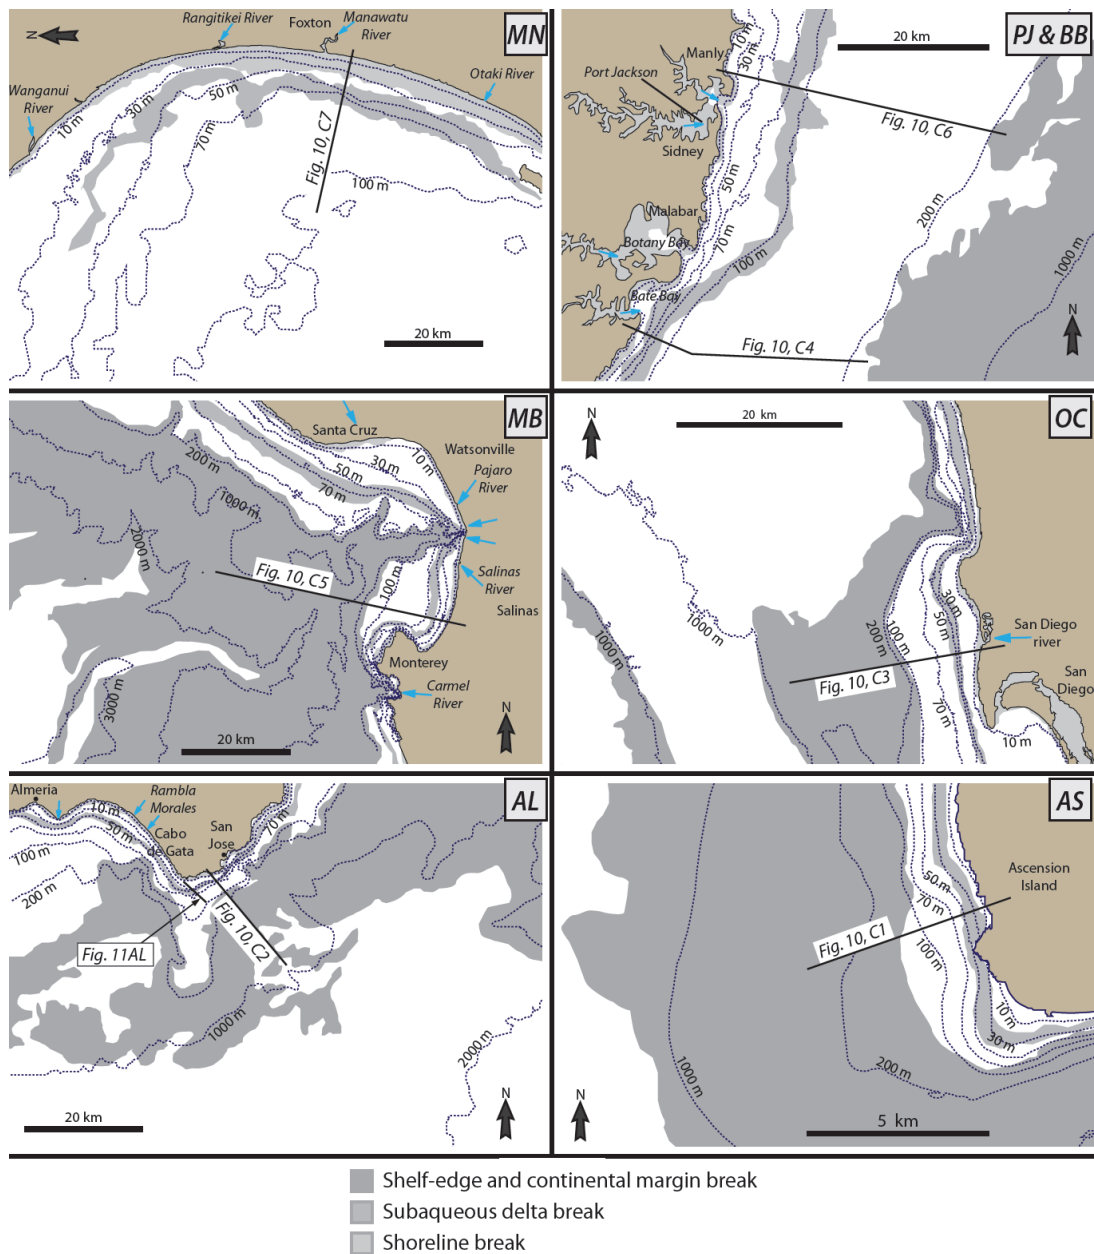 Rangitikei River
Foxton
Manawatu
River
MN
N
Wanganui
River
10 m
30 m
50 m
70 m
Otaki River
Fig. 10, C7
100 m
20 km
10 m
30 m
20 km
PJ & BB
Manly
Port Jackson
Fig. 10, C6
Sidney
50 m
200 m
Malabar
70 m
Botany Bay
100 m
1000 m
Bate Bay
N
Fig. 10, C4
Santa Cruz
MB
200 m
10 m
Watsonville
30 m
50 m
70 m
Pajaro
River
1000 m
2000 m
Fig. 10, C5
100 m
Salinas
River
Salinas
Monterey
3000 m
Carmel
River
N
20 km
N
20 km
OC
30 m
50 m
San Diego
river
1000 m
200 m
100 m
1000 m
Fig. 10, C3
San
Diego
70 m
10 m
Almeria
Rambla
Morales
AL
10 m
50 m
Cabo
de Gata
San
Jose
70 m
100 m
200 m
Fig. 10, C2
Fig. 11AL
1000 m
2000 m
N
20 km
AS
Ascension
Island
50 m
70 m
Fig. 10, C1
100 m
10 m
30 m
200 m
1000 m
N
5 km
Shelf-edge and continental margin break
Subaqueous delta break
Shoreline break